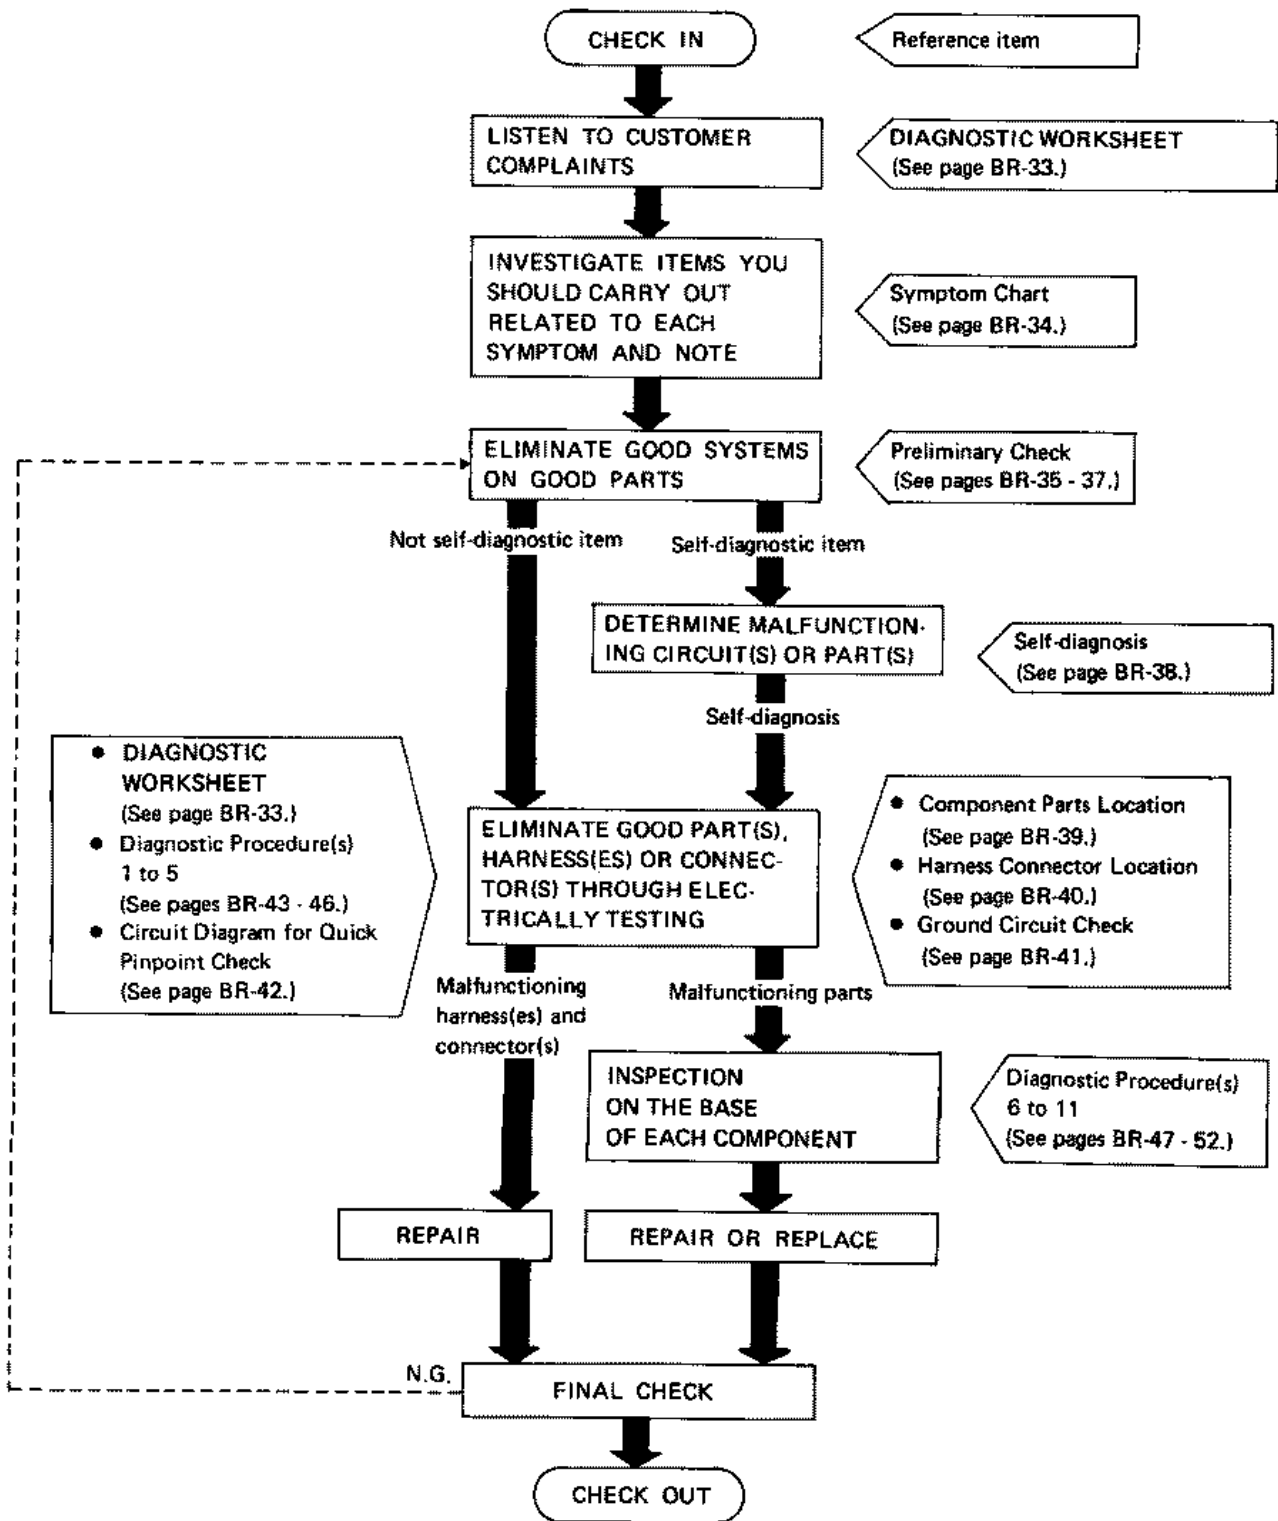 CHECK IN
Reference item
LISTEN TO CUSTOMER
COMPLAINTS
DIAGNOSTIC WORKSHEET
(See page BR-33.)
INVESTIGATE ITEMS YOU
SHOULD CARRY OUT
RELATED TO EACH
SYMPTOM AND NOTE
Symptom Chart
(See page BR-34.)
ELIMINATE GOOD SYSTEMS
ON GOOD PARTS
Preliminary Check
(See pages BR-35 - 37.)
Not self-diagnostic item
Self-diagnostic item
DETERMINE MALFUNCTION-
ING CIRCUIT(S) OR PART(S)
Self-diagnosis
(See page BR-38.)
Self-diagnosis
● DIAGNOSTIC
WORKSHEET
(See page BR-33.)
● Diagnostic Procedure(s)
1 to 5
(See pages BR-43 - 46.)
● Circuit Diagram for Quick
Pinpoint Check
(See page BR-42.)
ELIMINATE GOOD PART(S),
HARNESS(ES) OR CONNEC-
TOR(S) THROUGH ELEC-
TRICALLY TESTING
● Component Parts Location
(See page BR-39.)
● Harness Connector Location
(See page BR-40.)
● Ground Circuit Check
(See page BR-41.)
Malfunctioning
harness(es) and
connector(s)
Malfunctioning parts
INSPECTION
ON THE BASE
OF EACH COMPONENT
Diagnostic Procedure(s)
6 to 11
(See pages BR-47 - 52.)
REPAIR
REPAIR OR REPLACE
N.G.
FINAL CHECK
CHECK OUT